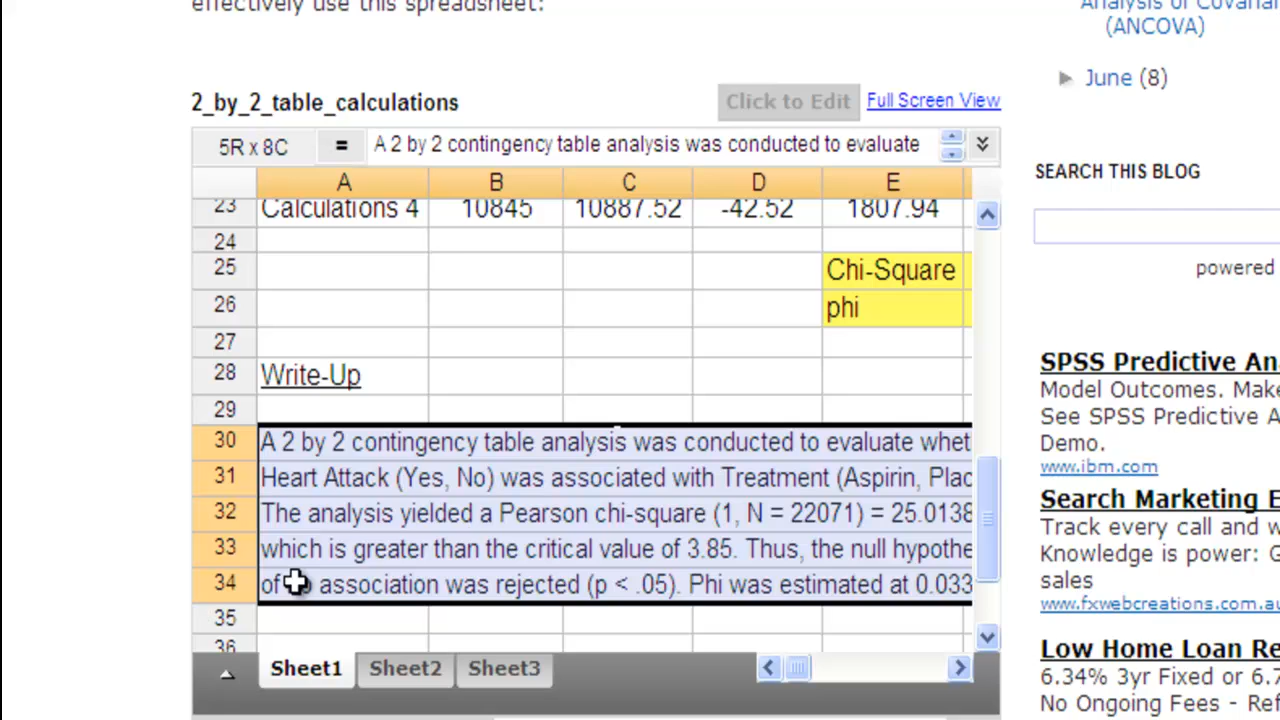 effectively use this spreadsheet:
Analysis of Covarian
(ANCOVA)
June (8)
2_by_2_table_calculations
Click to Edit
Full Screen View
5R x 8C
=
A 2 by 2 contingency table analysis was conducted to evaluate
A B C D E
23 Calculations 4 10845 10887.52 -42.52 1807.94
24
25 Chi-Square
26 phi
27
28 Write-Up
29
30 A 2 by 2 contingency table analysis was conducted to evaluate whet
31 Heart Attack (Yes, No) was associated with Treatment (Aspirin, Plac
32 The analysis yielded a Pearson chi-square (1, N = 22071) = 25.0138
33 which is greater than the critical value of 3.85. Thus, the null hypothe
34 of association was rejected (p < .05). Phi was estimated at 0.033
35
36
Sheet1 Sheet2 Sheet3
SEARCH THIS BLOG
powered
SPSS Predictive An
Model Outcomes. Make
See SPSS Predictive A
Demo.
www.ibm.com
Search Marketing E
Track every call and w
Knowledge is power: G
sales
www.fxwebcreations.com.au
Low Home Loan Re
6.34% 3yr Fixed or 6.7
No Ongoing Fees - Ref